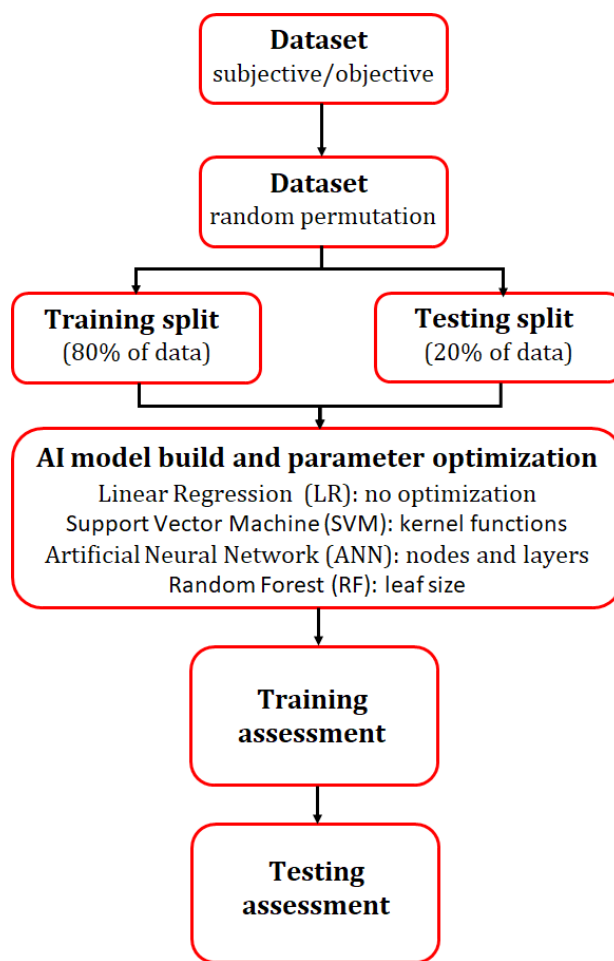 Dataset
subjective/objective
Dataset
random permutation
Training split
(80% of data)
Testing split
(20% of data)
AI model build and parameter optimization
Linear Regression (LR): no optimization
Support Vector Machine (SVM): kernel functions
Artificial Neural Network (ANN): nodes and layers
Random Forest (RF): leaf size
Training
assessment
Testing
assessment